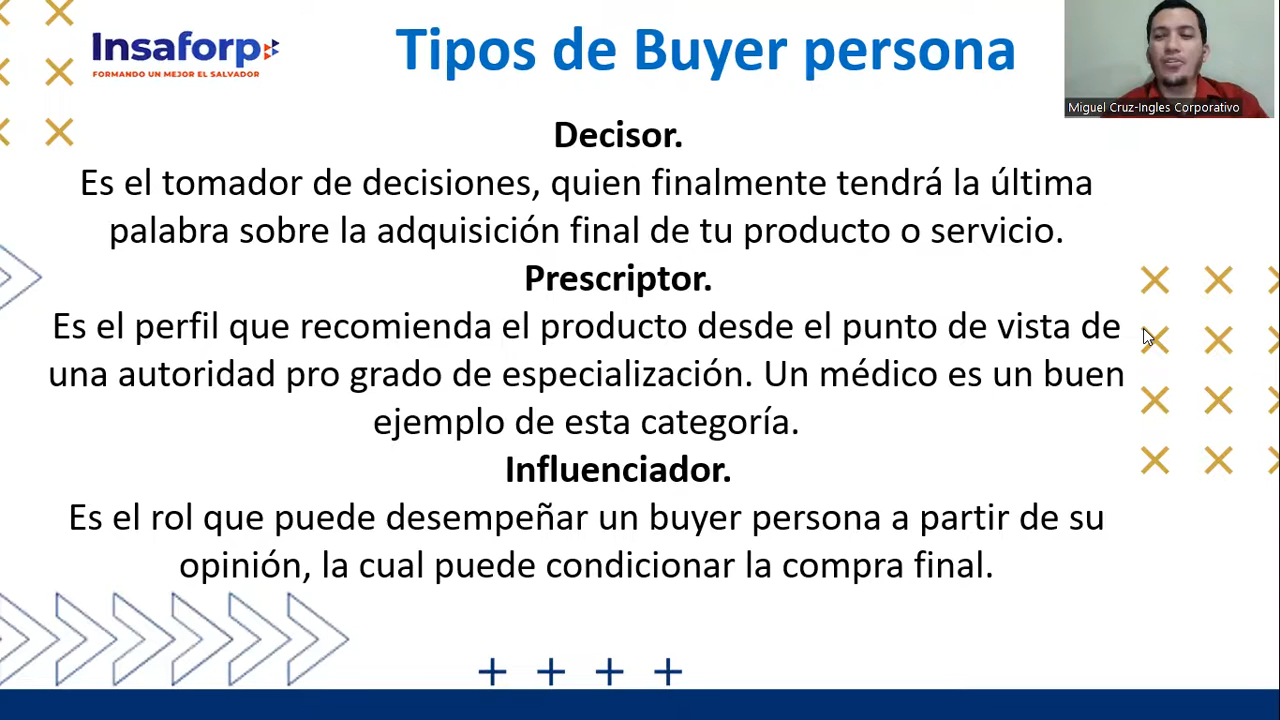 Insaforp
FORMANDO UN MEJOR EL SALVADOR
Tipos de Buyer persona
Miguel Cruz-Ingles Corporativo
Decisor.
Es el tomador de decisiones, quien finalmente tendrá la última
palabra sobre la adquisición final de tu producto o servicio.
Prescriptor.
Es el perfil que recomienda el producto desde el punto de vista de
una autoridad pro grado de especialización. Un médico es un buen
ejemplo de esta categoría.
Influenciador.
Es el rol que puede desempeñar un buyer persona a partir de su
opinión, la cual puede condicionar la compra final.